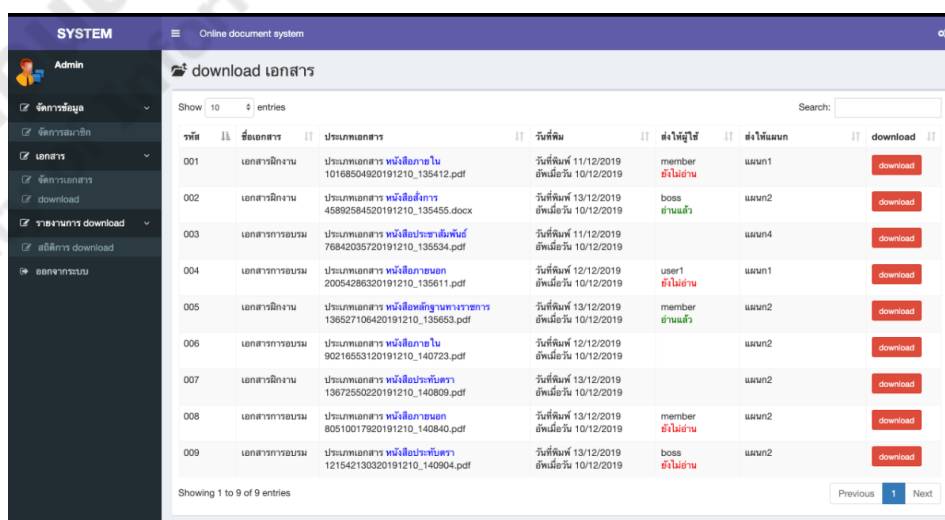 SYSTEM
Online document system
Admin
จัดการข้อมูล
จัดการสมาชิก
เอกสาร
จัดการเอกสาร
download
รายงานการ download
สถิติการ download
ออกจากระบบ
download เอกสาร
Show 10 entries
Search:
รหัส ชื่อเอกสาร ประเภทเอกสาร วันที่พิม ส่งให้ผู้ใช้ ส่งให้แผนก download
001 เอกสารฝึกงาน ประเภทเอกสาร หนังสือภายใน วันที่พิมพ์ 11/12/2019 member แผนก1 download
10168504920191210_135412.pdf อัพเมื่อวัน 10/12/2019 ยังไม่อ่าน
002 เอกสารฝึกงาน ประเภทเอกสาร หนังสือสั่งการ วันที่พิมพ์ 13/12/2019 boss แผนก2 download
45892584520191210_135455.docx อัพเมื่อวัน 10/12/2019 อ่านแล้ว
003 เอกสารการอบรม ประเภทเอกสาร หนังสือประชาสัมพันธ์ วันที่พิมพ์ 11/12/2019 แผนก4 download
76842035720191210_135534.pdf อัพเมื่อวัน 10/12/2019
004 เอกสารการอบรม ประเภทเอกสาร หนังสือภายนอก วันที่พิมพ์ 12/12/2019 user1 แผนก1 download
20054286320191210_135611.pdf อัพเมื่อวัน 10/12/2019 ยังไม่อ่าน
005 เอกสารฝึกงาน ประเภทเอกสาร หนังสือหลักฐานทางราชการ วันที่พิมพ์ 13/12/2019 member แผนก2 download
136527106420191210_135653.pdf อัพเมื่อวัน 10/12/2019 อ่านแล้ว
006 เอกสารการอบรม ประเภทเอกสาร หนังสือภายใน วันที่พิมพ์ 12/12/2019 แผนก2 download
90216553120191210_140723.pdf อัพเมื่อวัน 10/12/2019
007 เอกสารฝึกงาน ประเภทเอกสาร หนังสือประทับตรา วันที่พิมพ์ 13/12/2019 แผนก2 download
13672550220191210_140809.pdf อัพเมื่อวัน 10/12/2019
008 เอกสารการอบรม ประเภทเอกสาร หนังสือภายนอก วันที่พิมพ์ 13/12/2019 member แผนก2 download
80510017920191210_140840.pdf อัพเมื่อวัน 10/12/2019 ยังไม่อ่าน
009 เอกสารการอบรม ประเภทเอกสาร หนังสือประทับตรา วันที่พิมพ์ 13/12/2019 boss แผนก2 download
121542130320191210_140904.pdf อัพเมื่อวัน 10/12/2019 ยังไม่อ่าน
Showing 1 to 9 of 9 entries
Previous 1 Next